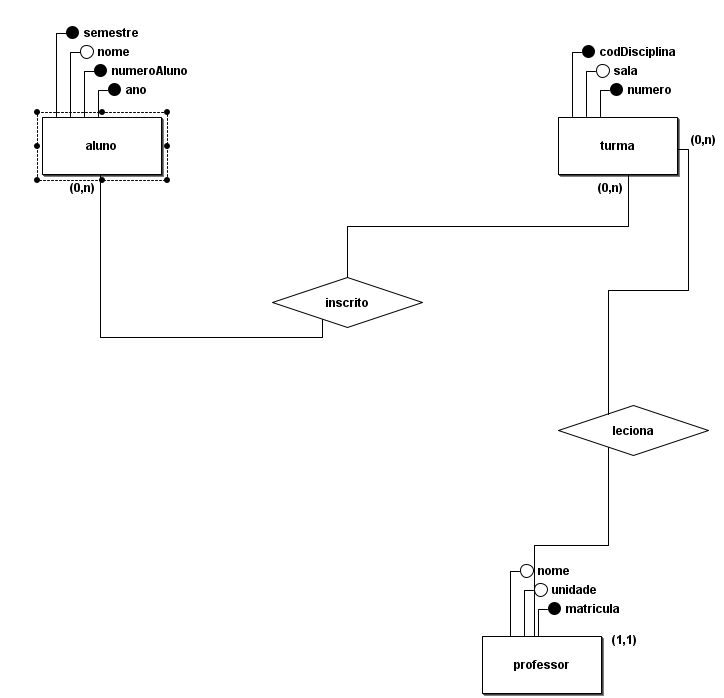 semestre
nome
numeroAluno
ano
aluno
(0,n)
codDisciplina
sala
numero
turma
(0,n)
(0,n)
inscrito
leciona
nome
unidade
matricula
(1,1)
professor